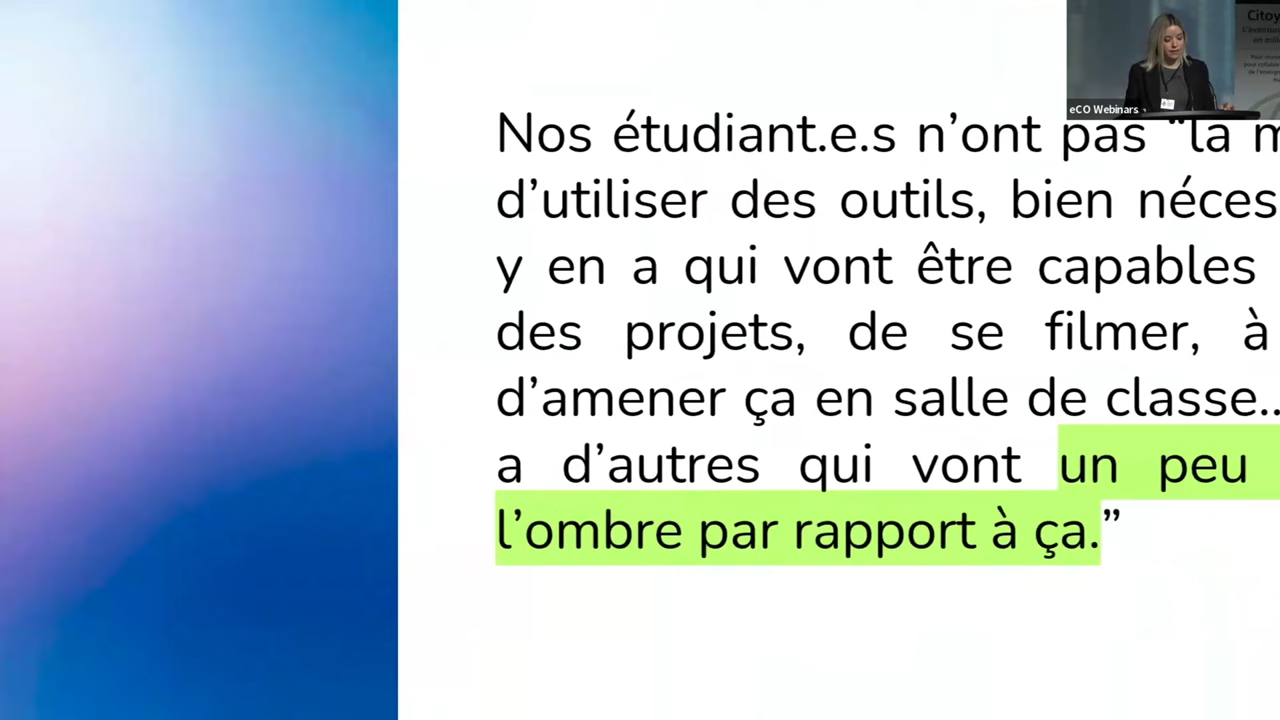 Citoy
eCO Webinars
Nos étudiant.e.s n’ont pas “la m
d’utiliser des outils, bien néces
y en a qui vont être capables
des projets, de se filmer, à
d’amener ça en salle de classe..
a d’autres qui vont un peu
l’ombre par rapport à ça.”